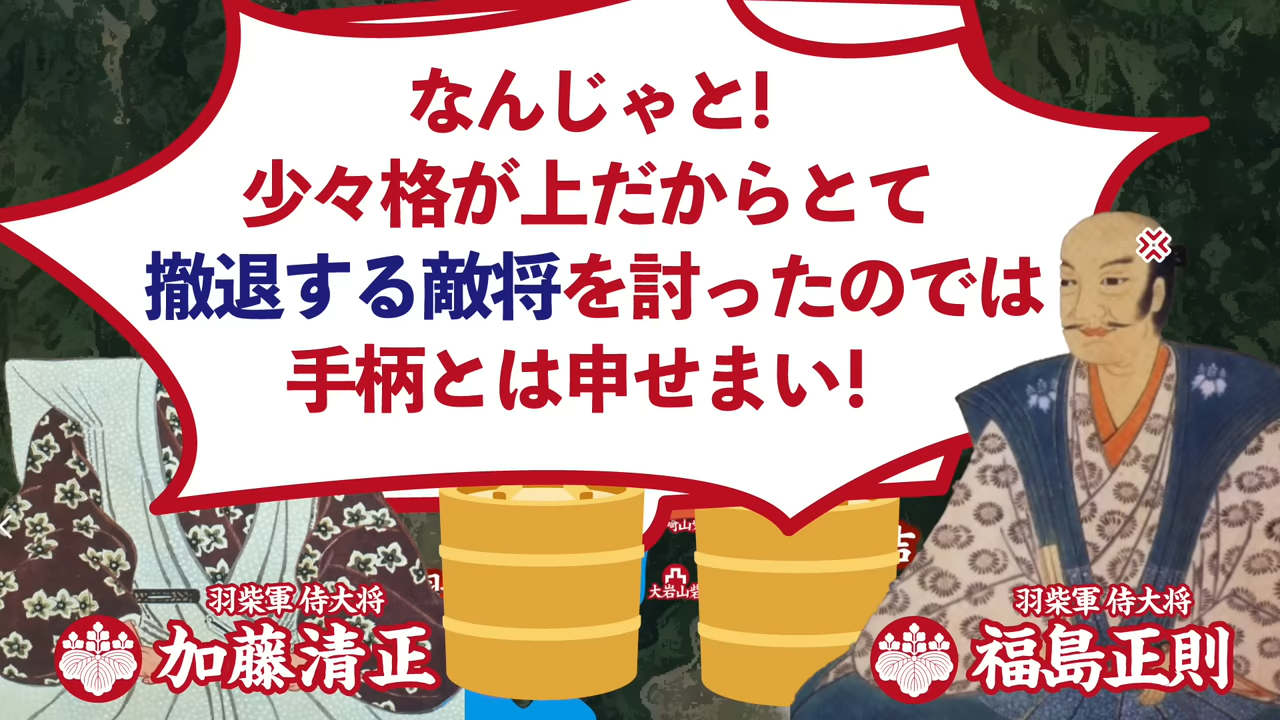 なんじゃと!
少々格が上だからとて
撤退する敵将を討ったのでは
手柄とは申せまい!
大岩山砦
羽柴軍 侍大将
加藤清正
羽柴軍 侍大将
福島正則